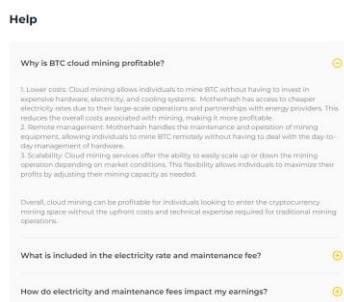 Help
Why is BTC cloud mining profitable?
1. Lower costs: Cloud mining allows individuals to mine BTC without having to invest in
expensive hardware, electricity, and cooling systems. Motherhash has access to cheaper
electricity rates due to their large-scale operations and partnerships with energy providers. This
reduces the overall costs associated with mining, making it more profitable.
2. Remote management: Motherhash handles the maintenance and operation of mining
equipment, allowing individuals to mine BTC remotely without having to deal with the day-to-
day management of hardware.
3. Scalability: Cloud mining services offer the ability to easily scale up or down the mining
operation depending on market conditions. This flexibility allows individuals to maximize their
profits by adjusting their mining capacity as needed.
Overall, cloud mining can be profitable for individuals looking to enter the cryptocurrency
mining space without the upfront costs and technical expertise required for traditional mining
operations.
What is included in the electricity rate and maintenance fee?
How do electricity and maintenance fees impact my earnings?